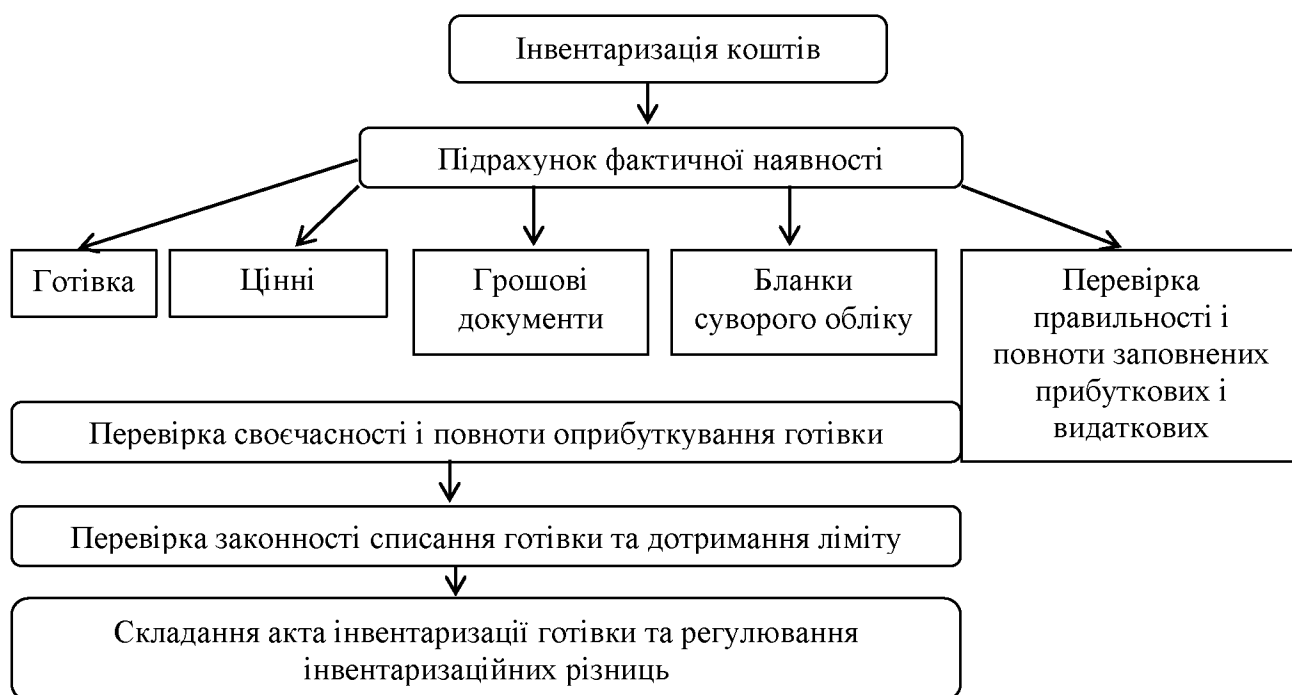 Інвентаризація коштів
Підрахунок фактичної наявності
Готівка
Цінні
Грошові
документи
Бланки
суворого обліку
Перевірка
правильності і
повноти заповнених
прибуткових і
видаткових
Перевірка своєчасності і повноти оприбуткування готівки
Перевірка законності списання готівки та дотримання ліміту
Складання акта інвентаризації готівки та регулювання
інвентаризаційних різниць